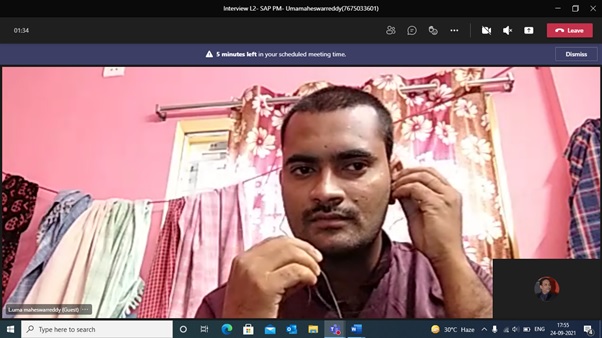 Interview L2- SAP PM- Umamaheswarreddy(7675033601)
01:34
Leave
5 minutes left in your scheduled meeting time.
Dismiss
Luma maheswarreddy (Guest)
Type here to search
30°C Haze
ENG
17:55
24-09-2021
4